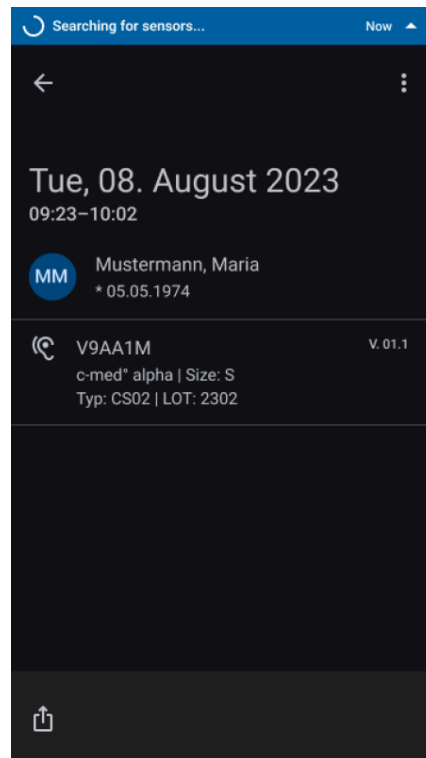 Searching for sensors... Now
Tue, 08. August 2023
09:23–10:02
MM
Mustermann, Maria
* 05.05.1974
V9AA1M V. 01.1
c-med° alpha | Size: S
Typ: CS02 | LOT: 2302